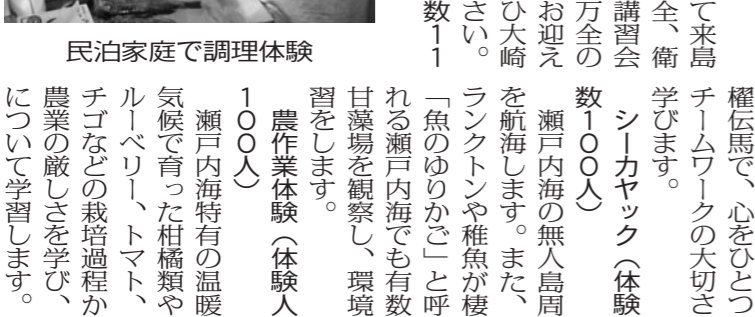 て来島
全、衛
講習会
万全の
お迎え
ひ大崎
さい。
数11
民泊家庭で調理体験
櫂伝馬で、心をひとつ
チームワークの大切さ
学びます。
シーカヤック（体験
数100人）
瀬戸内海の無人島周
を航海します。また、
ランクトンや稚魚が棲
「魚のゆりかご」と呼
れる瀬戸内海でも有数
甘藻場を観察し、環境
習をします。
農作業体験（体験人
100人）
瀬戸内海特有の温暖
気候で育った柑橘類や
ルーベリー、トマト、
チゴなどの栽培過程か
農業の厳しさを学び、
について学習します。